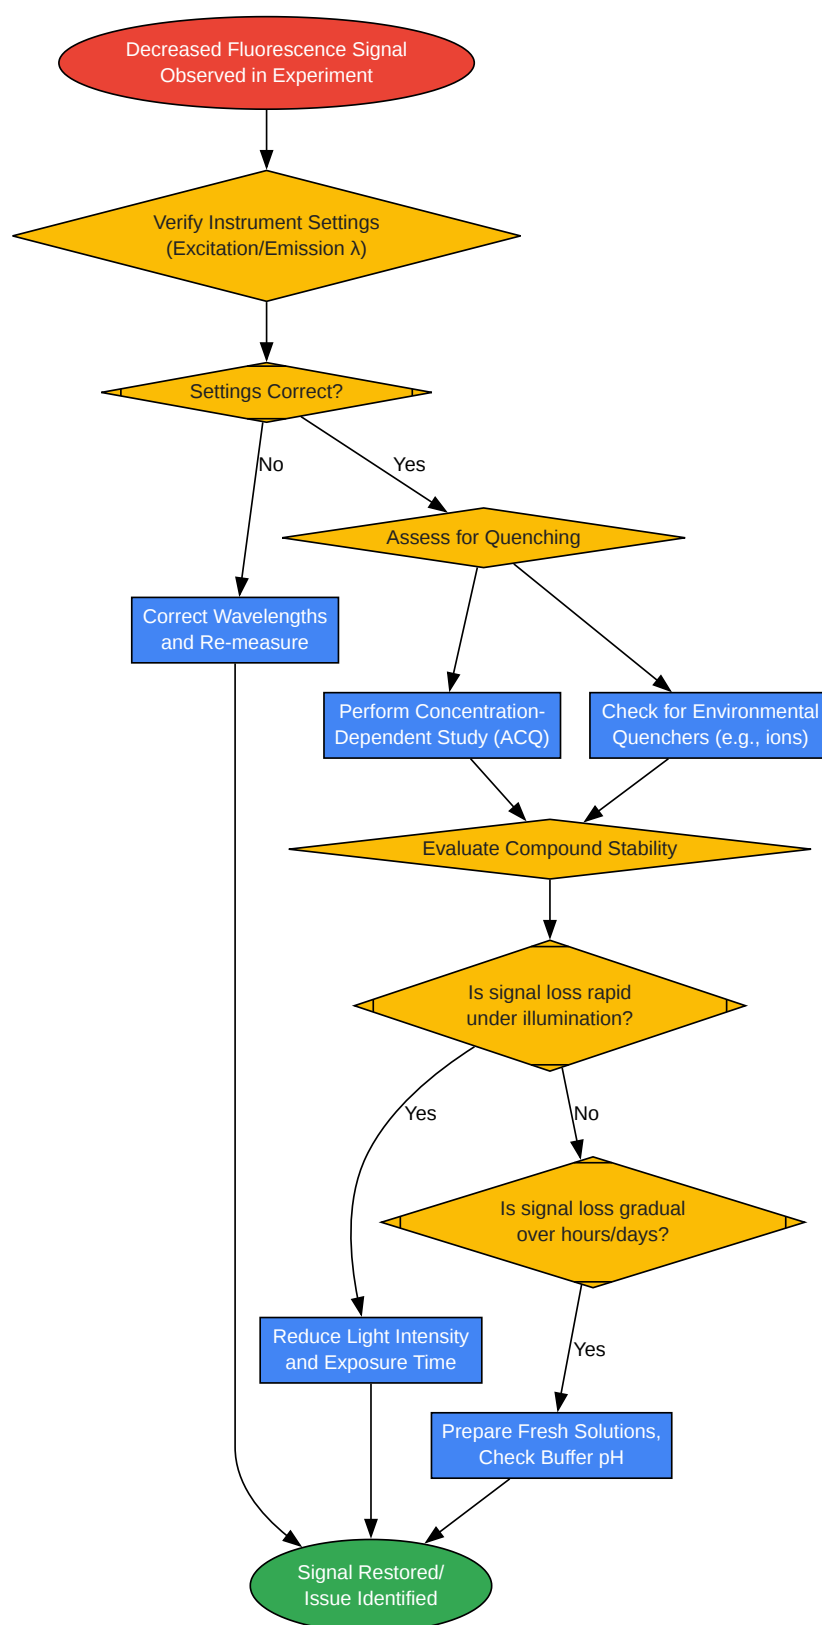 Decreased Fluorescence Signal
Observed in Experiment
Verify Instrument Settings
(Excitation/Emission λ)
Settings Correct?
No
Yes
Assess for Quenching
Correct Wavelengths
and Re-measure
Perform Concentration-
Dependent Study (ACQ)
Check for Environmental
Quenchers (e.g., ions)
Evaluate Compound Stability
Is signal loss rapid
under illumination?
Yes
No
Is signal loss gradual
over hours/days?
Reduce Light Intensity
and Exposure Time
Yes
Prepare Fresh Solutions,
Check Buffer pH
Signal Restored/
Issue Identified